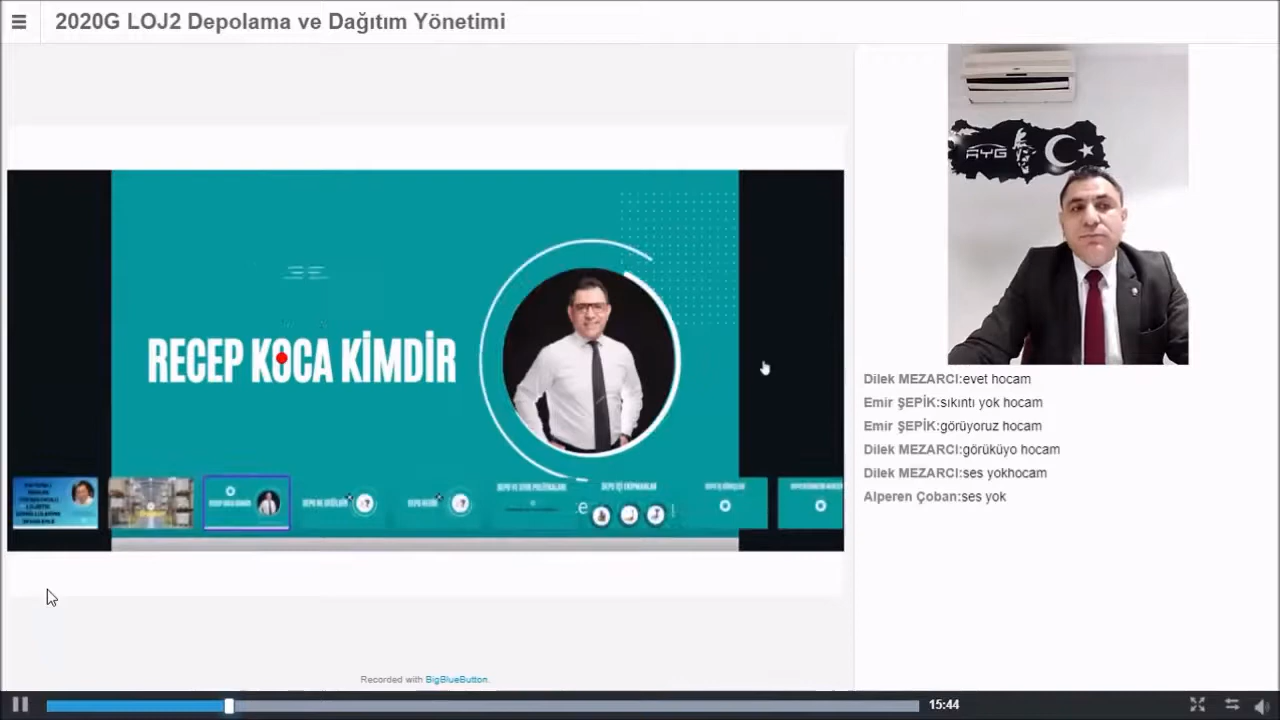 2020G LOJ2 Depolama ve Dağıtım Yönetimi
AYG
RECEP KOCA KİMDİR
Dilek MEZARCI:evet hocam
Emir ŞEPİK:sıkıntı yok hocam
Emir ŞEPİK:görüyoruz hocam
Dilek MEZARCI:görüküyo hocam
Dilek MEZARCI:ses yokhocam
Alperen Çoban:ses yok
Recorded with BigBlueButton.
15:44